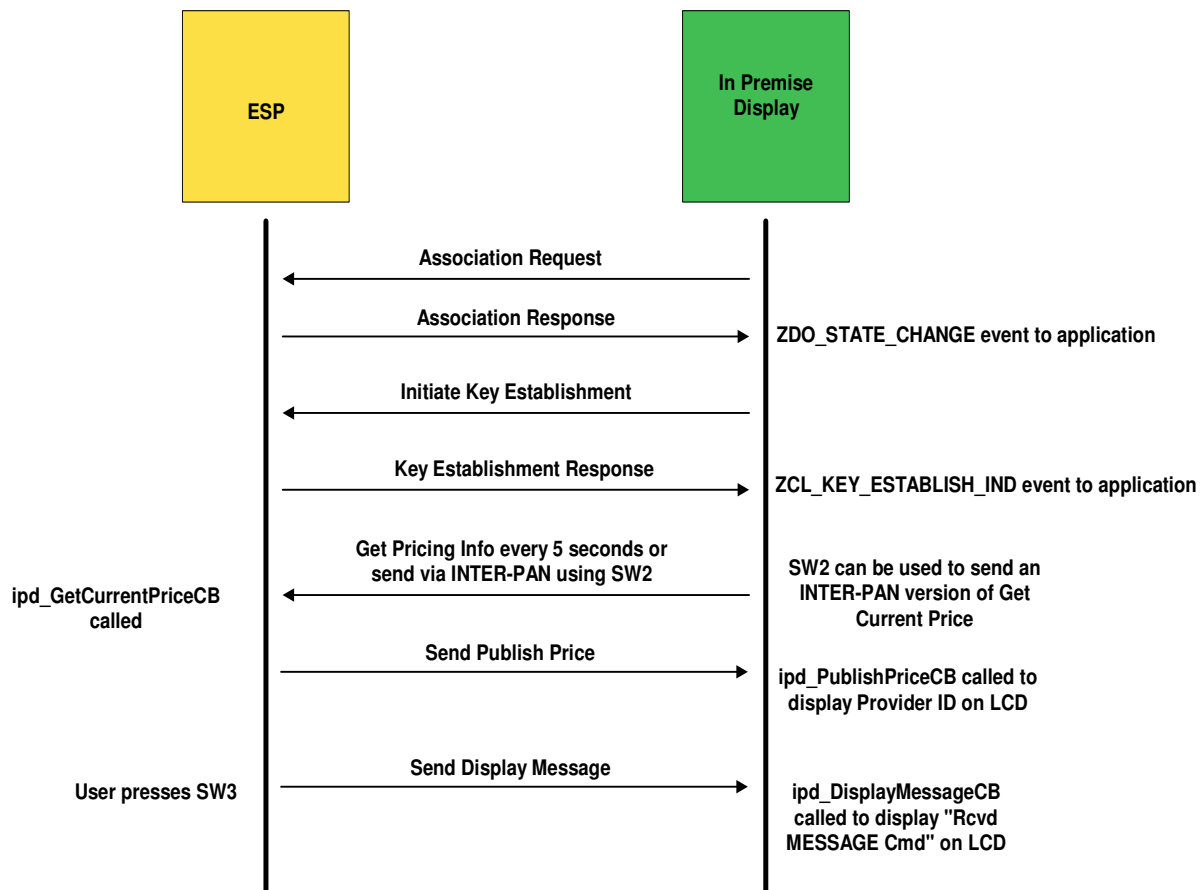 ESP
In Premise
Display
Association Request
Association Response
ZDO_STATE_CHANGE event to application
Initiate Key Establishment
Key Establishment Response
ZCL_KEY_ESTABLISH_IND event to application
Get Pricing Info every 5 seconds or
send via INTER-PAN using SW2
ipd_GetCurrentPriceCB
called
SW2 can be used to send an
INTER-PAN version of Get
Current Price
Send Publish Price
ipd_PublishPriceCB called to
display Provider ID on LCD
Send Display Message
User presses SW3
ipd_DisplayMessageCB
called to display "Rcvd
MESSAGE Cmd" on LCD